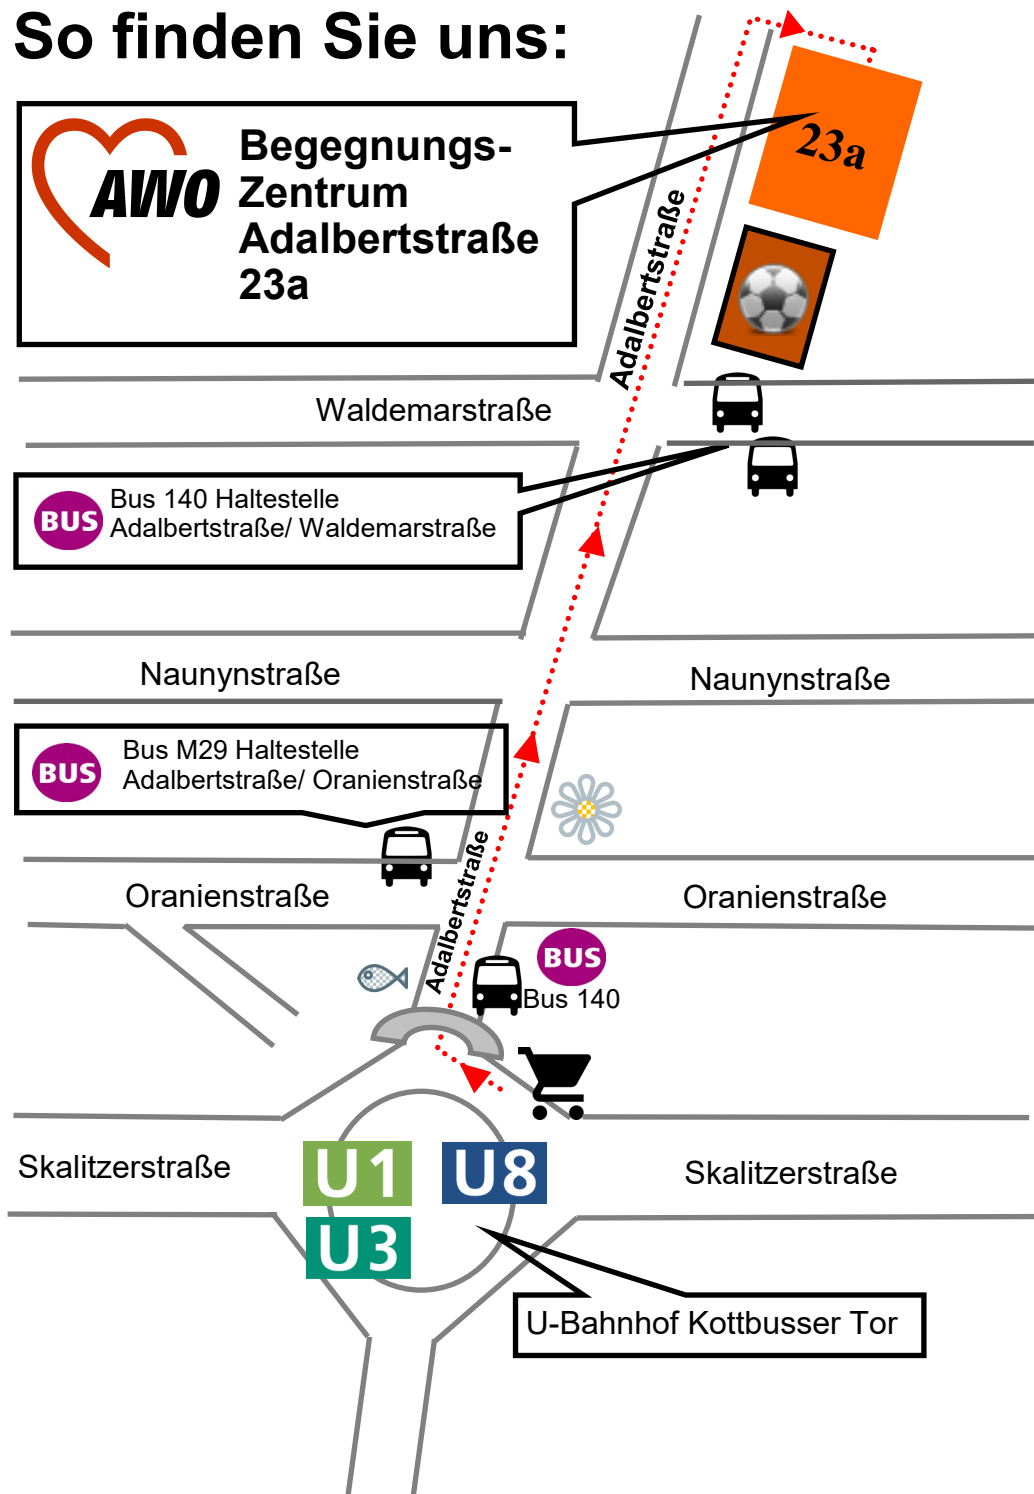 So finden Sie uns:
AWO
Begegnungs-
Zentrum
Adalbertstraße
23a
23a
Adalbertstraße
Waldemarstraße
BUS
Bus 140 Haltestelle
Adalbertstraße/ Waldemarstraße
Naunynstraße
Naunynstraße
BUS
Bus M29 Haltestelle
Adalbertstraße/ Oranienstraße
Adalbertstraße
Oranienstraße
Oranienstraße
BUS
Bus 140
Skalitzerstraße
U1
U8
Skalitzerstraße
U3
U-Bahnhof Kottbusser Tor